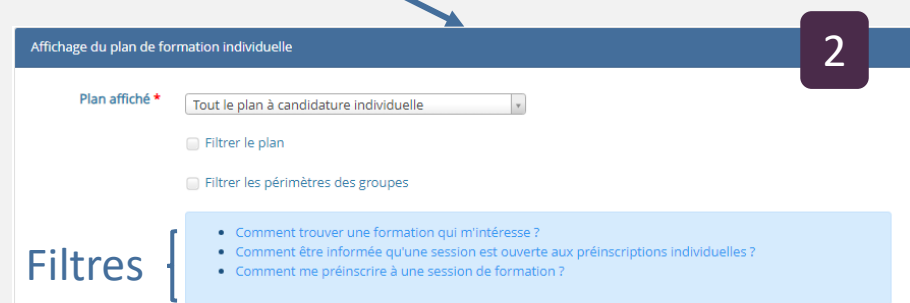 Affichage du plan de formation individuelle
2
Plan affiché *
Tout le plan à candidature individuelle
Filtrer le plan
Filtrer les périmètres des groupes
Filtres
Comment trouver une formation qui m'intéresse ?
Comment être informée qu'une session est ouverte aux préinscriptions individuelles ?
Comment me préinscrire à une session de formation ?